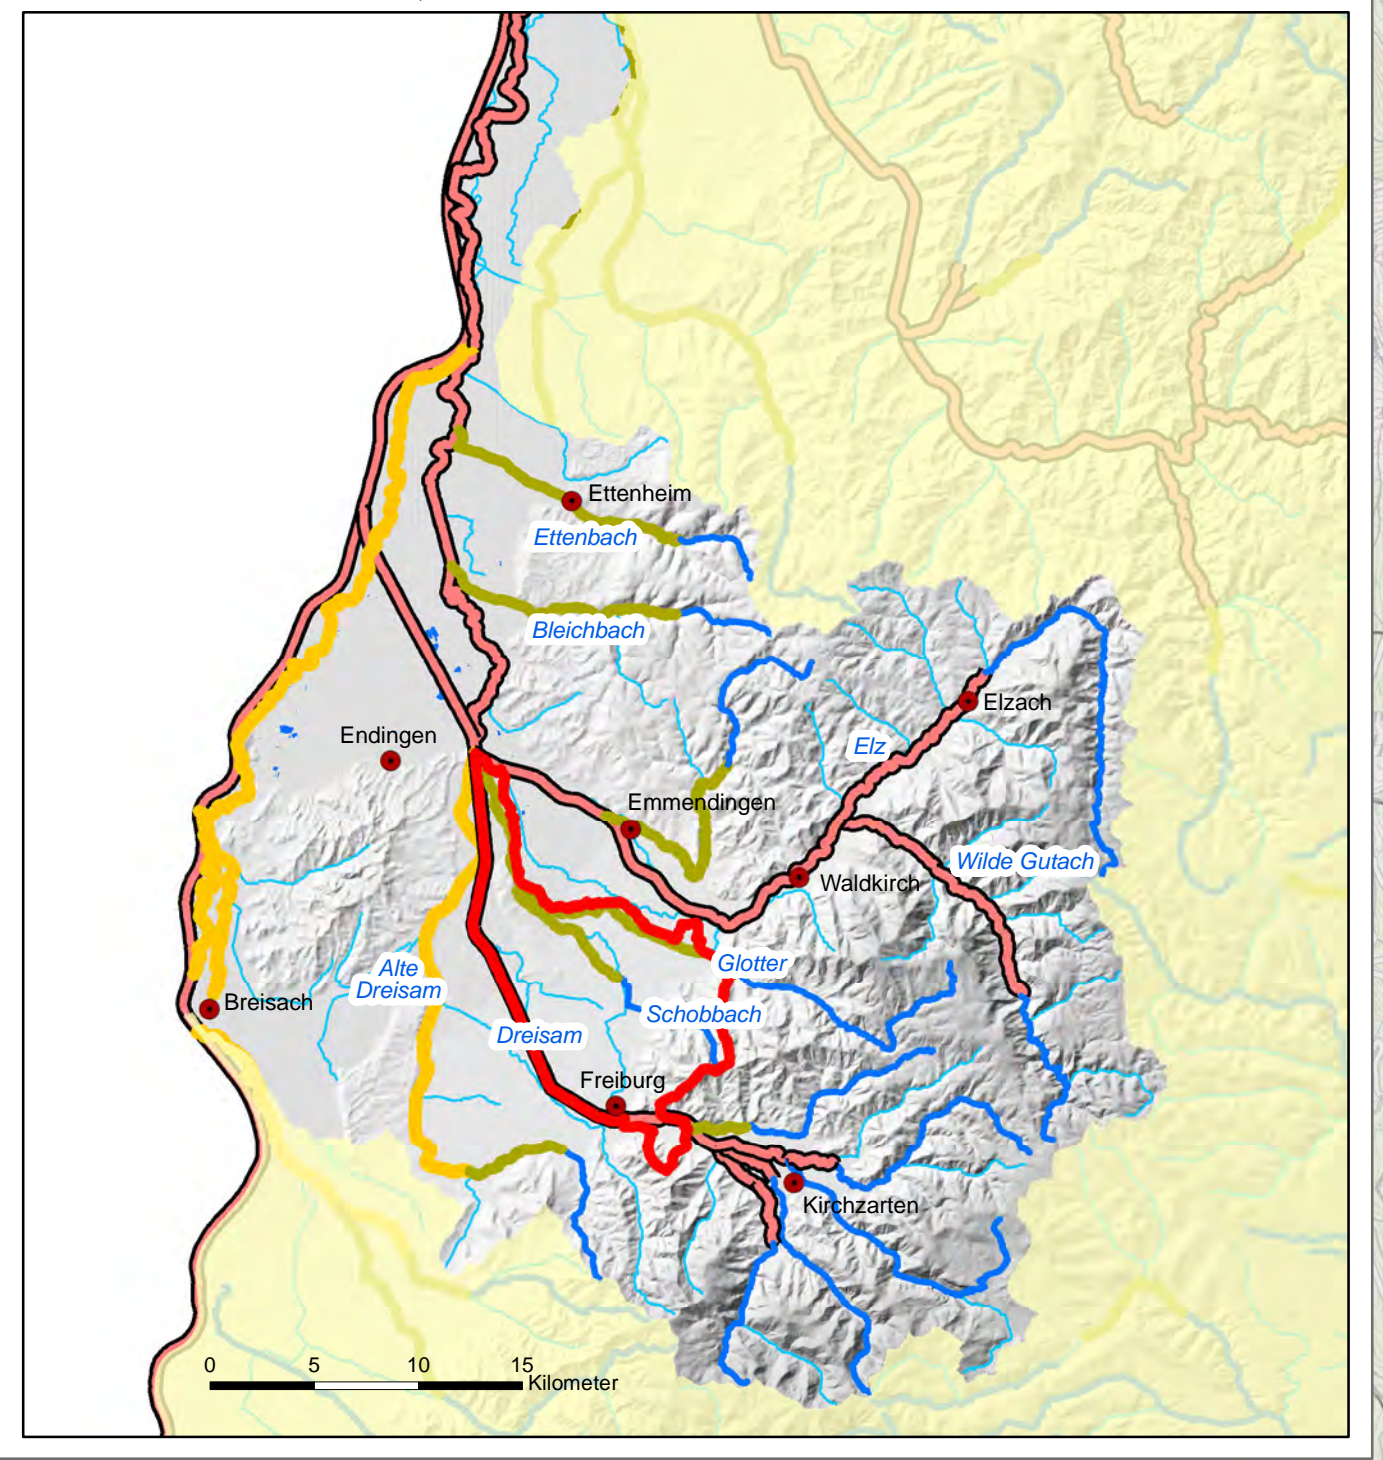 Ettenheim
Ettenbach
Bleichbach
Elzach
Endingen
Elz
Emmendingen
Wilde Gutach
Waldkirch
Glotter
Alte
Dreisam
Breisach
Schobbach
Dreisam
Freiburg
Kirchzarten
0 5 10 15
Kilometer